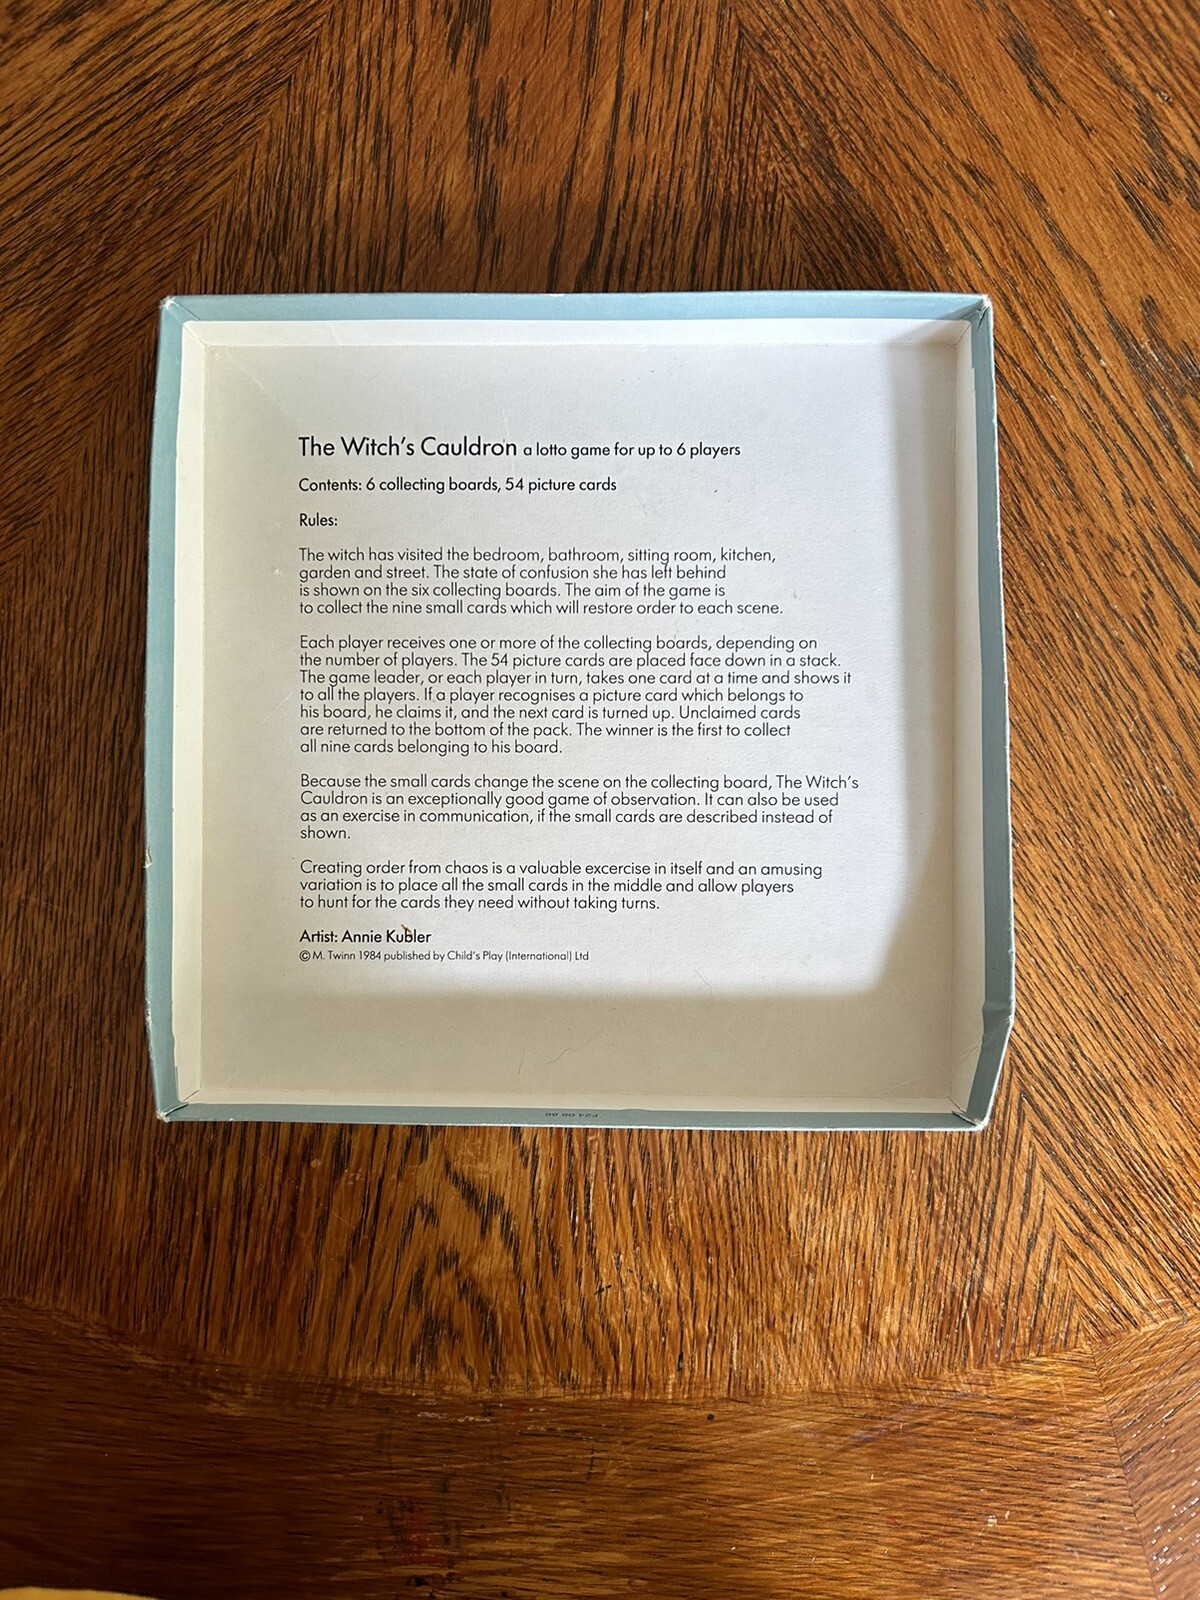 The Witch's Cauldron a lotto game for up to 6 players
Contents: 6 collecting boards, 54 picture cards
Rules:
The witch has visited the bedroom, bathroom, sitting room, kitchen,
garden and street. The state of confusion she has left behind
is shown on the six collecting boards. The aim of the game is
to collect the nine small cards which will restore order to each scene.
Each player receives one or more of the collecting boards, depending on
the number of players. The 54 picture cards are placed face down in a stack.
The game leader, or each player in turn, takes one card at a time and shows it
to all the players. If a player recognises a picture card which belongs to
his board, he claims it, and the next card is turned up. Unclaimed cards
are returned to the bottom of the pack. The winner is the first to collect
all nine cards belonging to his board.
Because the small cards change the scene on the collecting board, The Witch's
Cauldron is an exceptionally good game of observation. It can also be used
as an exercise in communication, if the small cards are described instead of
shown.
Creating order from chaos is a valuable excercise in itself and an amusing
variation is to place all the small cards in the middle and allow players
to hunt for the cards they need without taking turns.
Artist: Annie Kubler
© M. Twinn 1984 published by Child's Play (International) Ltd